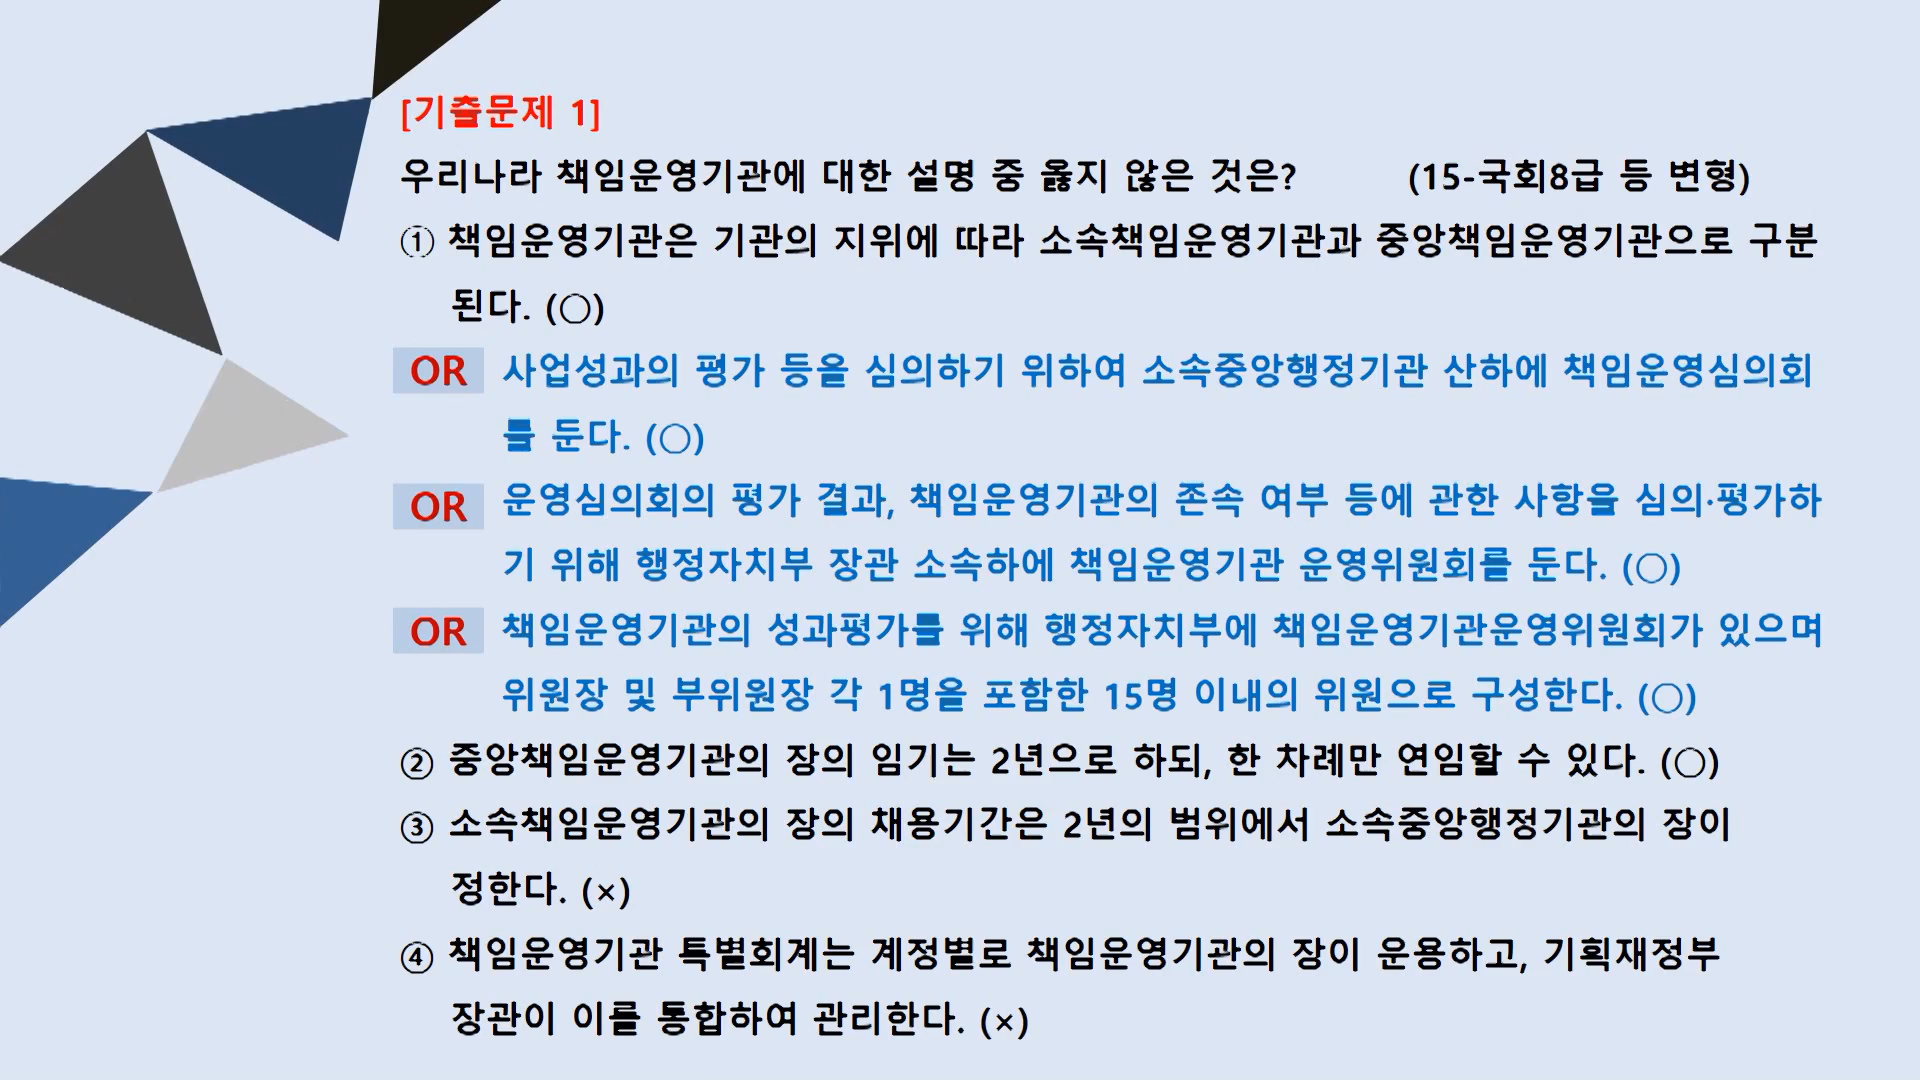 [기출문제 1]
우리나라 책임운영기관에 대한 설명 중 옳지 않은 것은? (15-국회8급 등 변형)
① 책임운영기관은 기관의 지위에 따라 소속책임운영기관과 중앙책임운영기관으로 구분
된다. (○)
OR 사업성과의 평가 등을 심의하기 위하여 소속중앙행정기관 산하에 책임운영심의회
를 둔다. (○)
OR 운영심의회의 평가 결과, 책임운영기관의 존속 여부 등에 관한 사항을 심의·평가하
기 위해 행정자치부 장관 소속하에 책임운영기관 운영위원회를 둔다. (○)
OR 책임운영기관의 성과평가를 위해 행정자치부에 책임운영기관운영위원회가 있으며
위원장 및 부위원장 각 1명을 포함한 15명 이내의 위원으로 구성한다. (○)
② 중앙책임운영기관의 장의 임기는 2년으로 하되, 한 차례만 연임할 수 있다. (○)
③ 소속책임운영기관의 장의 채용기간은 2년의 범위에서 소속중앙행정기관의 장이
정한다. (×)
④ 책임운영기관 특별회계는 계정별로 책임운영기관의 장이 운용하고, 기획재정부
장관이 이를 통합하여 관리한다. (×)